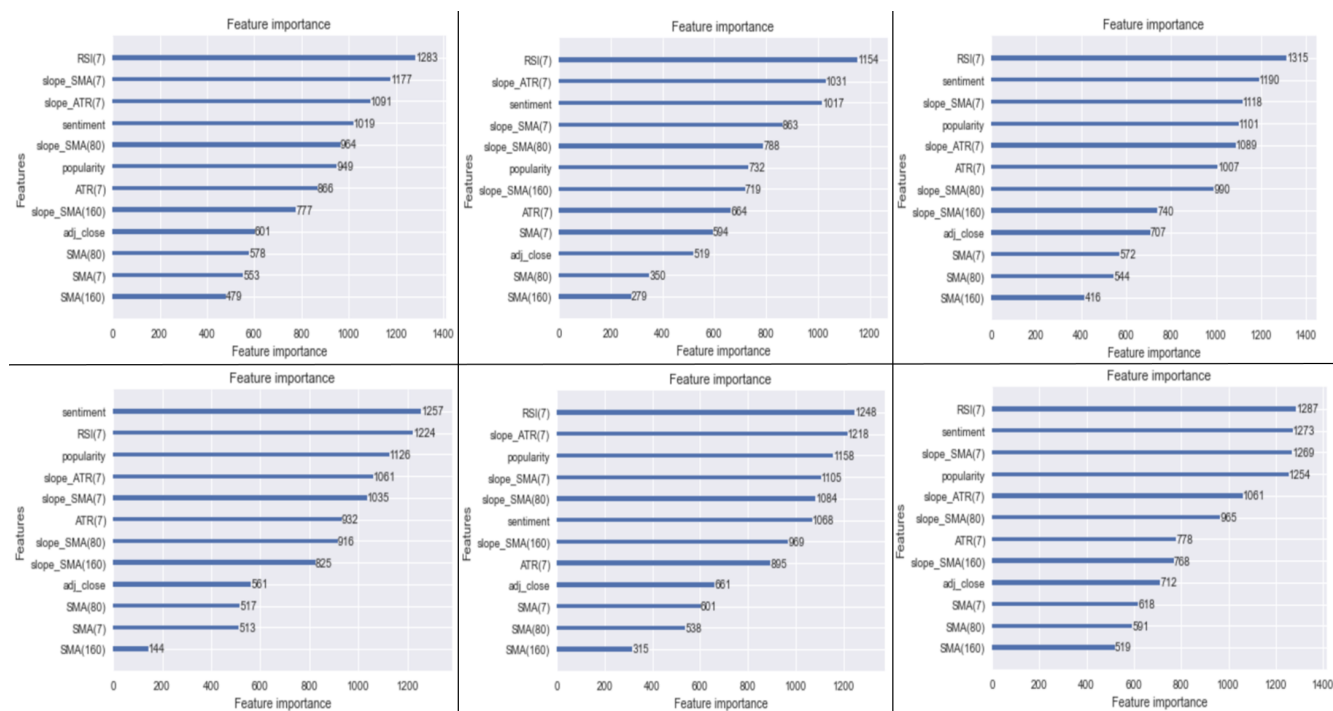 Feature importance
Features
RSI(7) 1283
slope_SMA(7) 1177
slope_ATR(7) 1091
sentiment 1019
slope_SMA(80) 964
popularity 949
ATR(7) 866
slope_SMA(160) 777
adj_close 601
SMA(80) 578
SMA(7) 553
SMA(160) 479
0 200 400 600 800 1000 1200 1400
Feature importance
Feature importance
Features
RSI(7) 1154
slope_ATR(7) 1031
sentiment 1017
slope_SMA(7) 863
slope_SMA(80) 788
popularity 732
slope_SMA(160) 719
ATR(7) 664
SMA(7) 594
adj_close 519
SMA(80) 350
SMA(160) 279
0 200 400 600 800 1000 1200
Feature importance
Feature importance
Features
RSI(7) 1315
sentiment 1190
slope_SMA(7) 1118
popularity 1101
slope_ATR(7) 1089
ATR(7) 1007
slope_SMA(80) 990
slope_SMA(160) 740
adj_close 707
SMA(7) 572
SMA(80) 544
SMA(160) 416
0 200 400 600 800 1000 1200 1400
Feature importance
Feature importance
Features
sentiment 1257
RSI(7) 1224
popularity 1126
slope_ATR(7) 1061
slope_SMA(7) 1035
ATR(7) 932
slope_SMA(80) 916
slope_SMA(160) 825
adj_close 561
SMA(80) 517
SMA(7) 513
SMA(160) 144
0 200 400 600 800 1000 1200
Feature importance
Feature importance
Features
RSI(7) 1248
slope_ATR(7) 1218
popularity 1158
slope_SMA(7) 1105
slope_SMA(80) 1084
sentiment 1068
slope_SMA(160) 969
ATR(7) 895
adj_close 661
SMA(7) 601
SMA(80) 538
SMA(160) 315
0 200 400 600 800 1000 1200
Feature importance
Feature importance
Features
RSI(7) 1287
sentiment 1273
slope_SMA(7) 1269
popularity 1254
slope_ATR(7) 1061
slope_SMA(80) 965
ATR(7) 778
slope_SMA(160) 768
adj_close 712
SMA(7) 618
SMA(80) 591
SMA(160) 519
0 200 400 600 800 1000 1200 1400
Feature importance